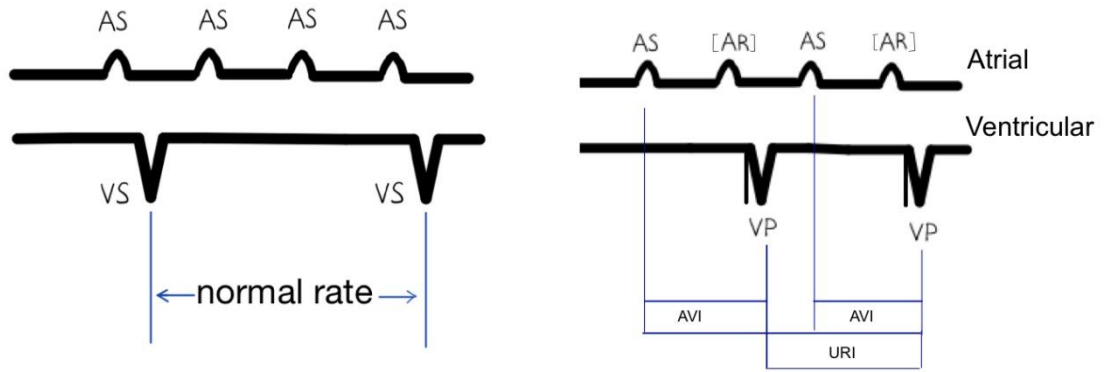 AS AS AS AS
VS VS
normal rate
AS [AR] AS [AR]
Atrial
Ventricular
VP
VP
AVI AVI
URI